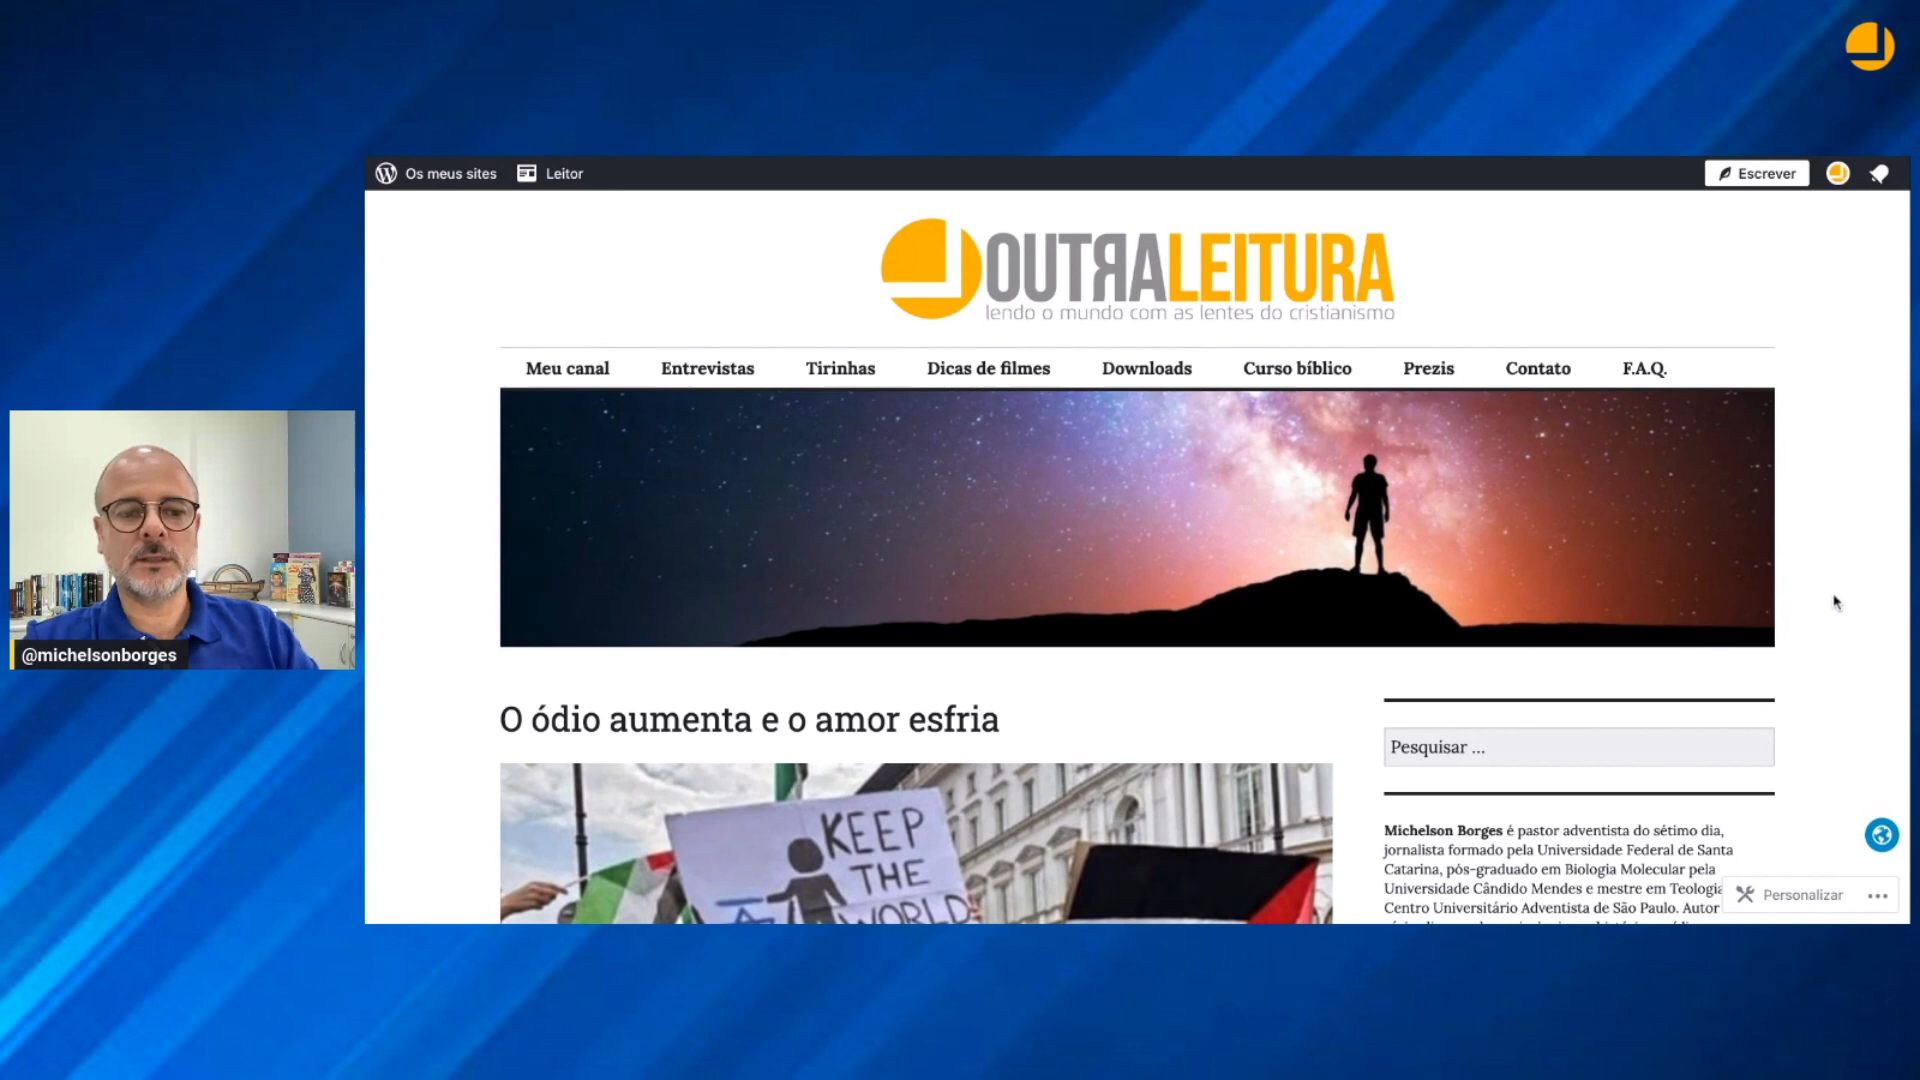 Os meus sites
Leitor
Escrever
OUTRALEITURA
lendo o mundo com as lentes do cristianismo
Meu canal
Entrevistas
Tirinhas
Dicas de filmes
Downloads
Curso bíblico
Prezis
Contato
F.A.Q.
@michelsonborges
O ódio aumenta e o amor esfria
KEEP
THE
WORLD
Pesquisar ...
Michelson Borges é pastor adventista do sétimo dia,
jornalista formado pela Universidade Federal de Santa
Catarina, pós-graduado em Biologia Molecular pela
Universidade Cândido Mendes e mestre em Teologia
Centro Universitário Adventista de São Paulo. Autor
Personalizar